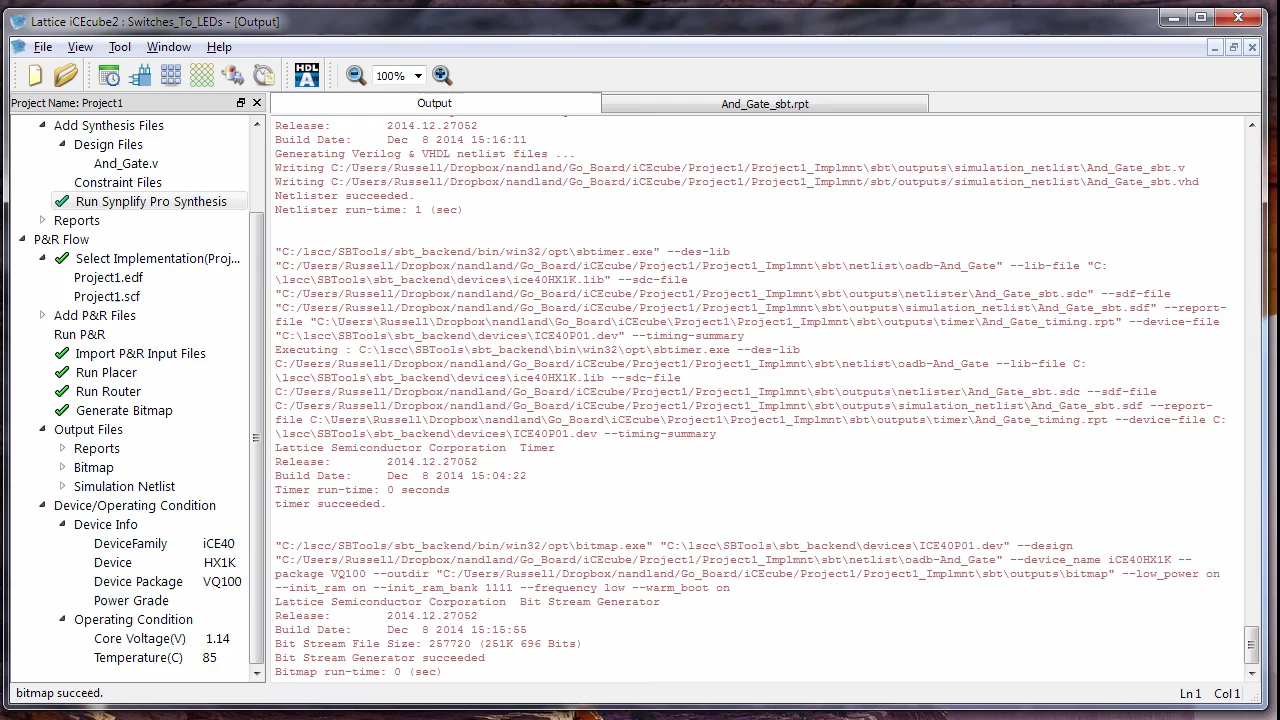 Lattice iCEcube2 : Switches_To_LEDs - [Output]
File View Tool Window Help
HDL A 100%
Project Name: Project1
Add Synthesis Files
Design Files
And_Gate.v
Constraint Files
Run Synplify Pro Synthesis
Reports
P&R Flow
Select Implementation(Proj...
Project1.edf
Project1.scf
Add P&R Files
Run P&R
Import P&R Input Files
Run Placer
Run Router
Generate Bitmap
Output Files
Reports
Bitmap
Simulation Netlist
Device/Operating Condition
Device Info
DeviceFamily iCE40
Device HX1K
Device Package VQ100
Power Grade
Operating Condition
Core Voltage(V) 1.14
Temperature(C) 85
Output And_Gate_sbt.rpt
Release: 2014.12.27052
Build Date: Dec 8 2014 15:16:11
Generating Verilog & VHDL netlist files ...
Writing C:/Users/Russell/Dropbox/nandland/Go_Board/iCEcube/Project1/Project1_Implmnt\sbt\outputs\simulation_netlist\And_Gate_sbt.v
Writing C:/Users/Russell/Dropbox/nandland/Go_Board/iCEcube/Project1/Project1_Implmnt/sbt/outputs/simulation_netlist\And_Gate_sbt.vhd
Netlister succeeded.
Netlister run-time: 1 (sec)
"C:/lscc/SBTools/sbt_backend/bin/win32/opt\sbtimer.exe" --des-lib
"C:/Users/Russell/Dropbox/nandland/Go_Board/iCEcube/Project1/Project1_Implmnt\sbt\netlist\oadb-And_Gate" --lib-file "C:
\lscc\SBTools\sbt_backend\devices\ice40HX1K.lib" --sdc-file
"C:/Users/Russell/Dropbox/nandland/Go_Board/iCEcube/Project1/Project1_Implmnt\sbt\outputs\netlister\And_Gate_sbt.sdc" --sdf-file
"C:/Users/Russell/Dropbox/nandland/Go_Board/iCEcube/Project1/Project1_Implmnt\sbt\outputs\simulation_netlist\And_Gate_sbt.sdf" --report-
file "C:\Users\Russell\Dropbox\nandland\Go_Board\iCEcube\Project1\Project1_Implmnt\sbt\outputs\timer\And_Gate_timing.rpt" --device-file
"C:\lscc\SBTools\sbt_backend\devices\ICE40P01.dev" --timing-summary
Executing : C:\lscc\SBTools\sbt_backend\bin\win32\opt\sbtimer.exe --des-lib
C:/Users/Russell/Dropbox/nandland/Go_Board/iCEcube/Project1/Project1_Implmnt\sbt\netlist\oadb-And_Gate --lib-file C:
\lscc\SBTools\sbt_backend\devices\ice40HX1K.lib --sdc-file
C:/Users/Russell/Dropbox/nandland/Go_Board/iCEcube/Project1/Project1_Implmnt\sbt\outputs\netlister\And_Gate_sbt.sdc --sdf-file
C:/Users/Russell/Dropbox/nandland/Go_Board/iCEcube/Project1/Project1_Implmnt\sbt\outputs\simulation_netlist\And_Gate_sbt.sdf --report-
file C:\Users\Russell\Dropbox\nandland\Go_Board\iCEcube\Project1\Project1_Implmnt\sbt\outputs\timer\And_Gate_timing.rpt --device-file C:
\lscc\SBTools\sbt_backend\devices\ICE40P01.dev --timing-summary
Lattice Semiconductor Corporation Timer
Release: 2014.12.27052
Build Date: Dec 8 2014 15:04:22
Timer run-time: 0 seconds
timer succeeded.
"C:/lscc/SBTools/sbt_backend/bin/win32/opt\bitmap.exe" "C:\lscc\SBTools\sbt_backend\devices\ICE40P01.dev" --design
"C:/Users/Russell/Dropbox/nandland/Go_Board/iCEcube/Project1/Project1_Implmnt\sbt\netlist\oadb-And_Gate" --device_name iCE40HX1K --
package VQ100 --outdir "C:/Users/Russell/Dropbox/nandland/Go_Board/iCEcube/Project1/Project1_Implmnt\sbt\outputs\bitmap" --low_power on
--init_ram on --init_ram_bank 1111 --frequency low --warm_boot on
Lattice Semiconductor Corporation Bit Stream Generator
Release: 2014.12.27052
Build Date: Dec 8 2014 15:15:55
Bit Stream File Size: 257720 (251K 696 Bits)
Bit Stream Generator succeeded
Bitmap run-time: 0 (sec)
bitmap succeed.
Ln 1 Col 1